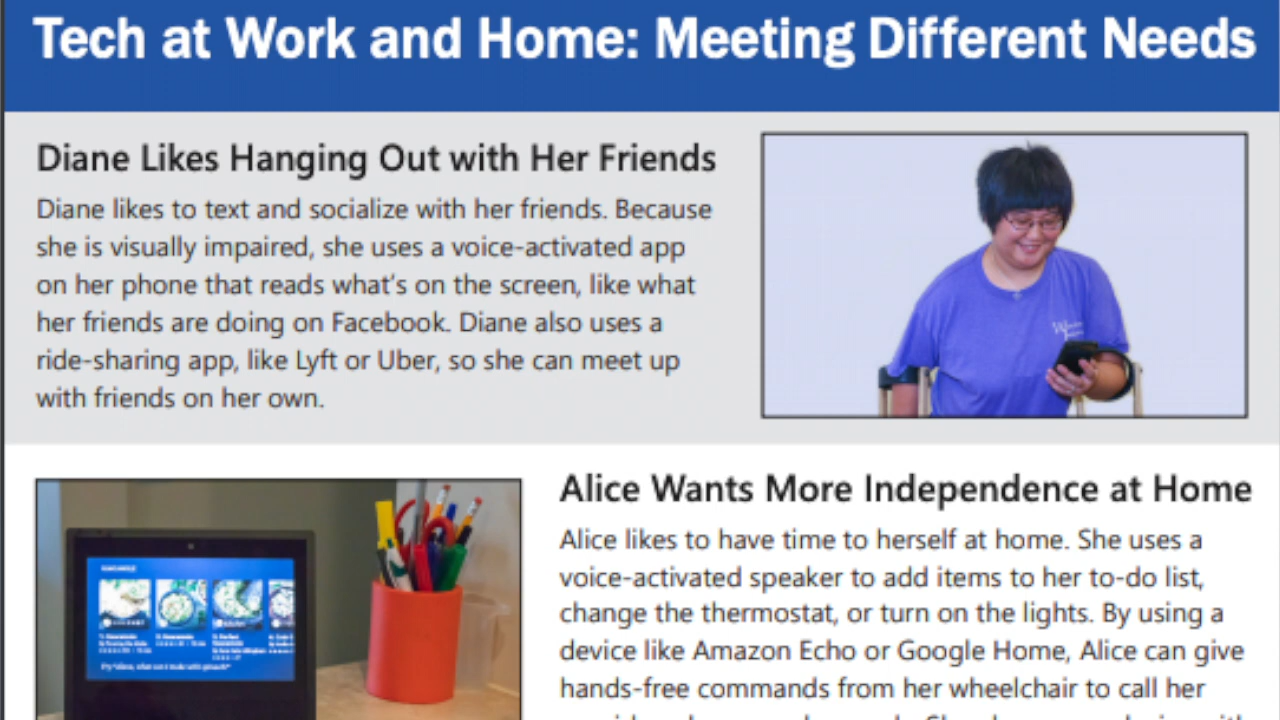 Tech at Work and Home: Meeting Different Needs
Diane Likes Hanging Out with Her Friends
Diane likes to text and socialize with her friends. Because
she is visually impaired, she uses a voice-activated app
on her phone that reads what's on the screen, like what
her friends are doing on Facebook. Diane also uses a
ride-sharing app, like Lyft or Uber, so she can meet up
with friends on her own.
Alice Wants More Independence at Home
Alice likes to have time to herself at home. She uses a
voice-activated speaker to add items to her to-do list,
change the thermostat, or turn on the lights. By using a
device like Amazon Echo or Google Home, Alice can give
hands-free commands from her wheelchair to call her